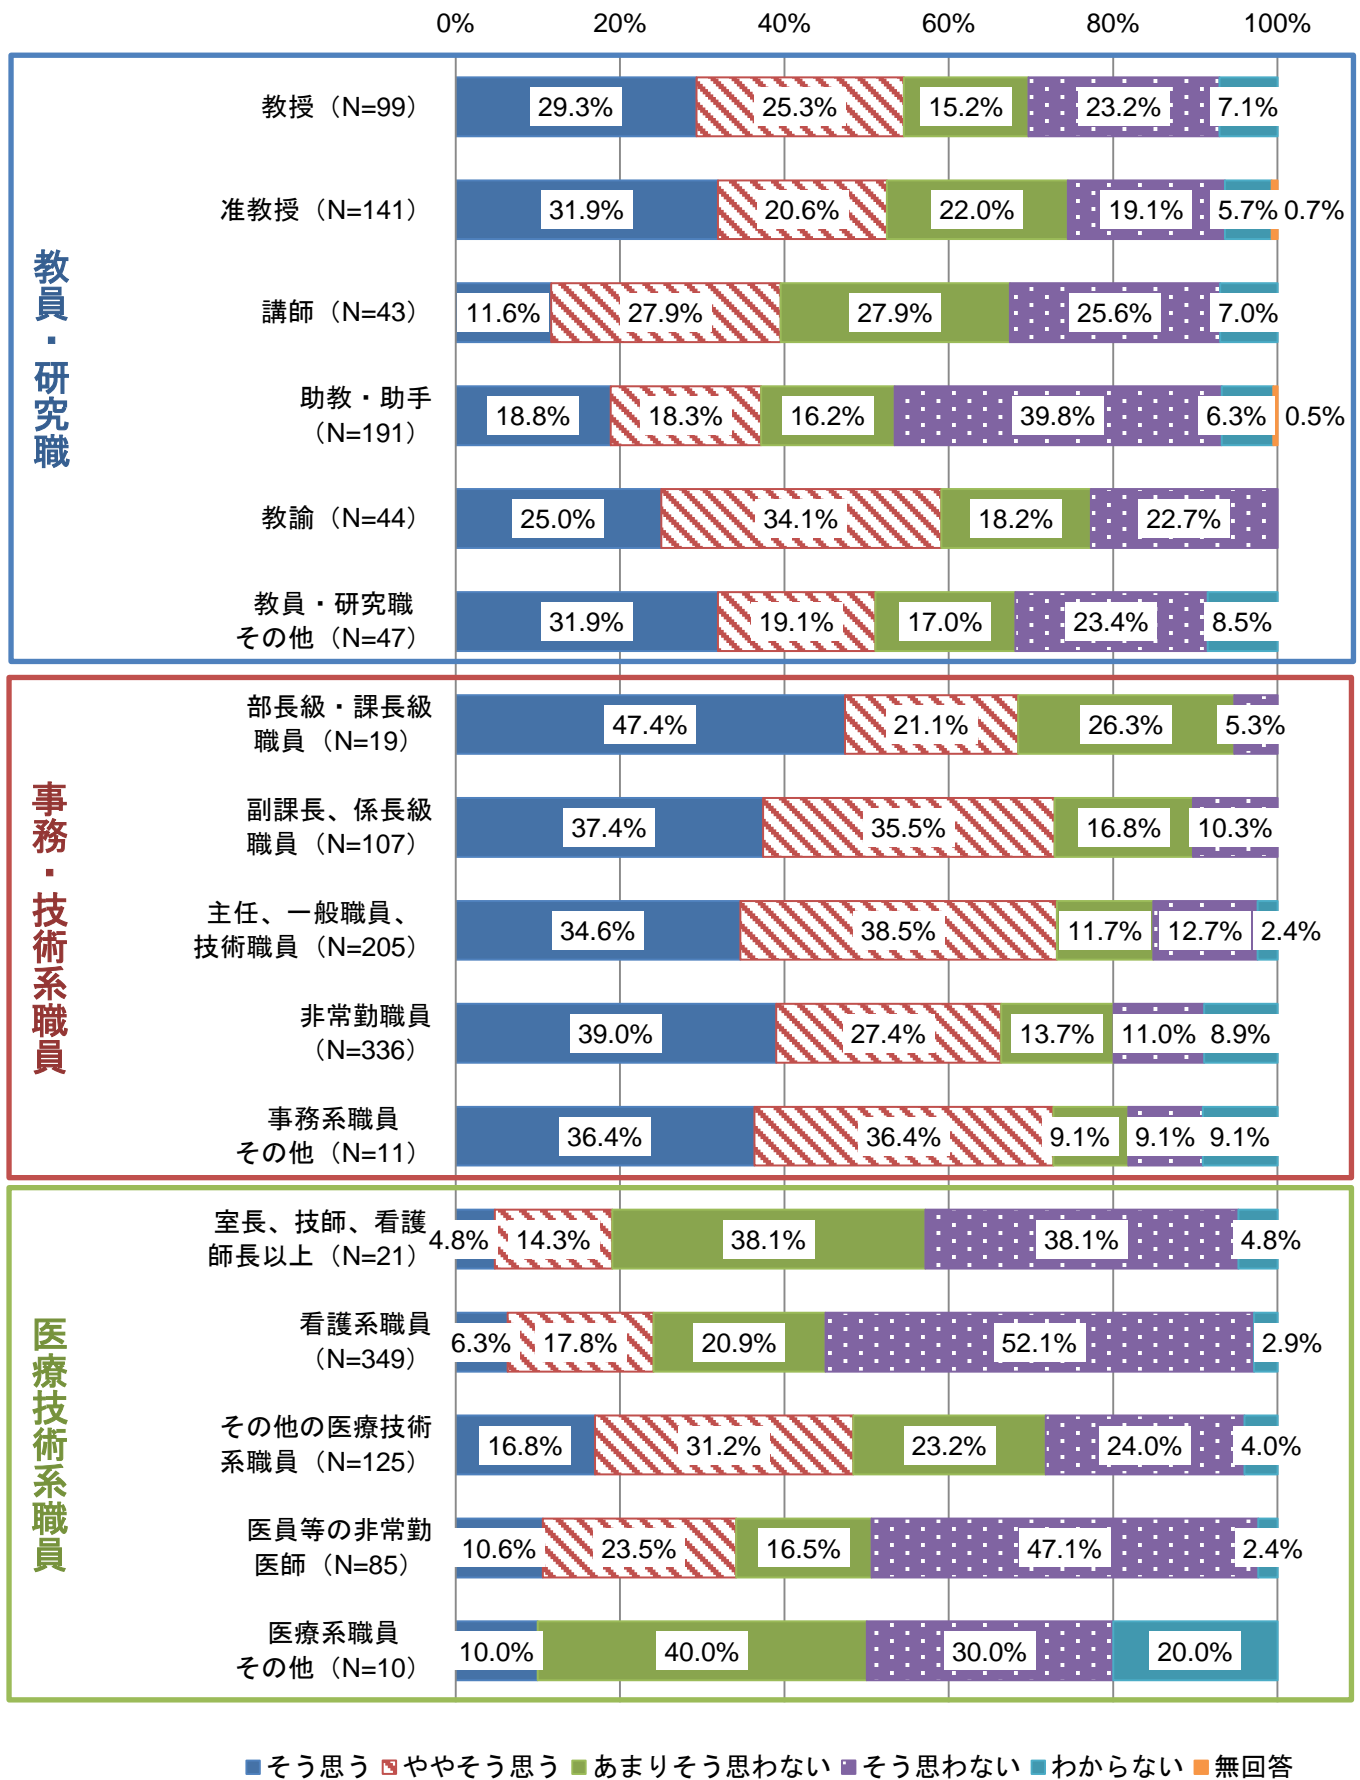 0% 20% 40% 60% 80% 100%
教員・研究職
教授（N=99） 29.3% 25.3% 15.2% 23.2% 7.1%
准教授（N=141） 31.9% 20.6% 22.0% 19.1% 5.7% 0.7%
講師（N=43） 11.6% 27.9% 27.9% 25.6% 7.0%
助教・助手
（N=191） 18.8% 18.3% 16.2% 39.8% 6.3% 0.5%
教諭（N=44） 25.0% 34.1% 18.2% 22.7%
教員・研究職
その他（N=47） 31.9% 19.1% 17.0% 23.4% 8.5%
事務・技術系職員
部長級・課長級
職員（N=19） 47.4% 21.1% 26.3% 5.3%
副課長、係長級
職員（N=107） 37.4% 35.5% 16.8% 10.3%
主任、一般職員、
技術職員（N=205） 34.6% 38.5% 11.7% 12.7% 2.4%
非常勤職員
（N=336） 39.0% 27.4% 13.7% 11.0% 8.9%
事務系職員
その他（N=11） 36.4% 36.4% 9.1% 9.1% 9.1%
医療技術系職員
室長、技師、看護
師長以上（N=21） 4.8% 14.3% 38.1% 38.1% 4.8%
看護系職員
（N=349） 6.3% 17.8% 20.9% 52.1% 2.9%
その他の医療技術
系職員（N=125） 16.8% 31.2% 23.2% 24.0% 4.0%
医員等の非常勤
医師（N=85） 10.6% 23.5% 16.5% 47.1% 2.4%
医療系職員
その他（N=10） 10.0% 40.0% 30.0% 20.0%
そう思う ややそう思う あまりそう思わない そう思わない わからない 無回答